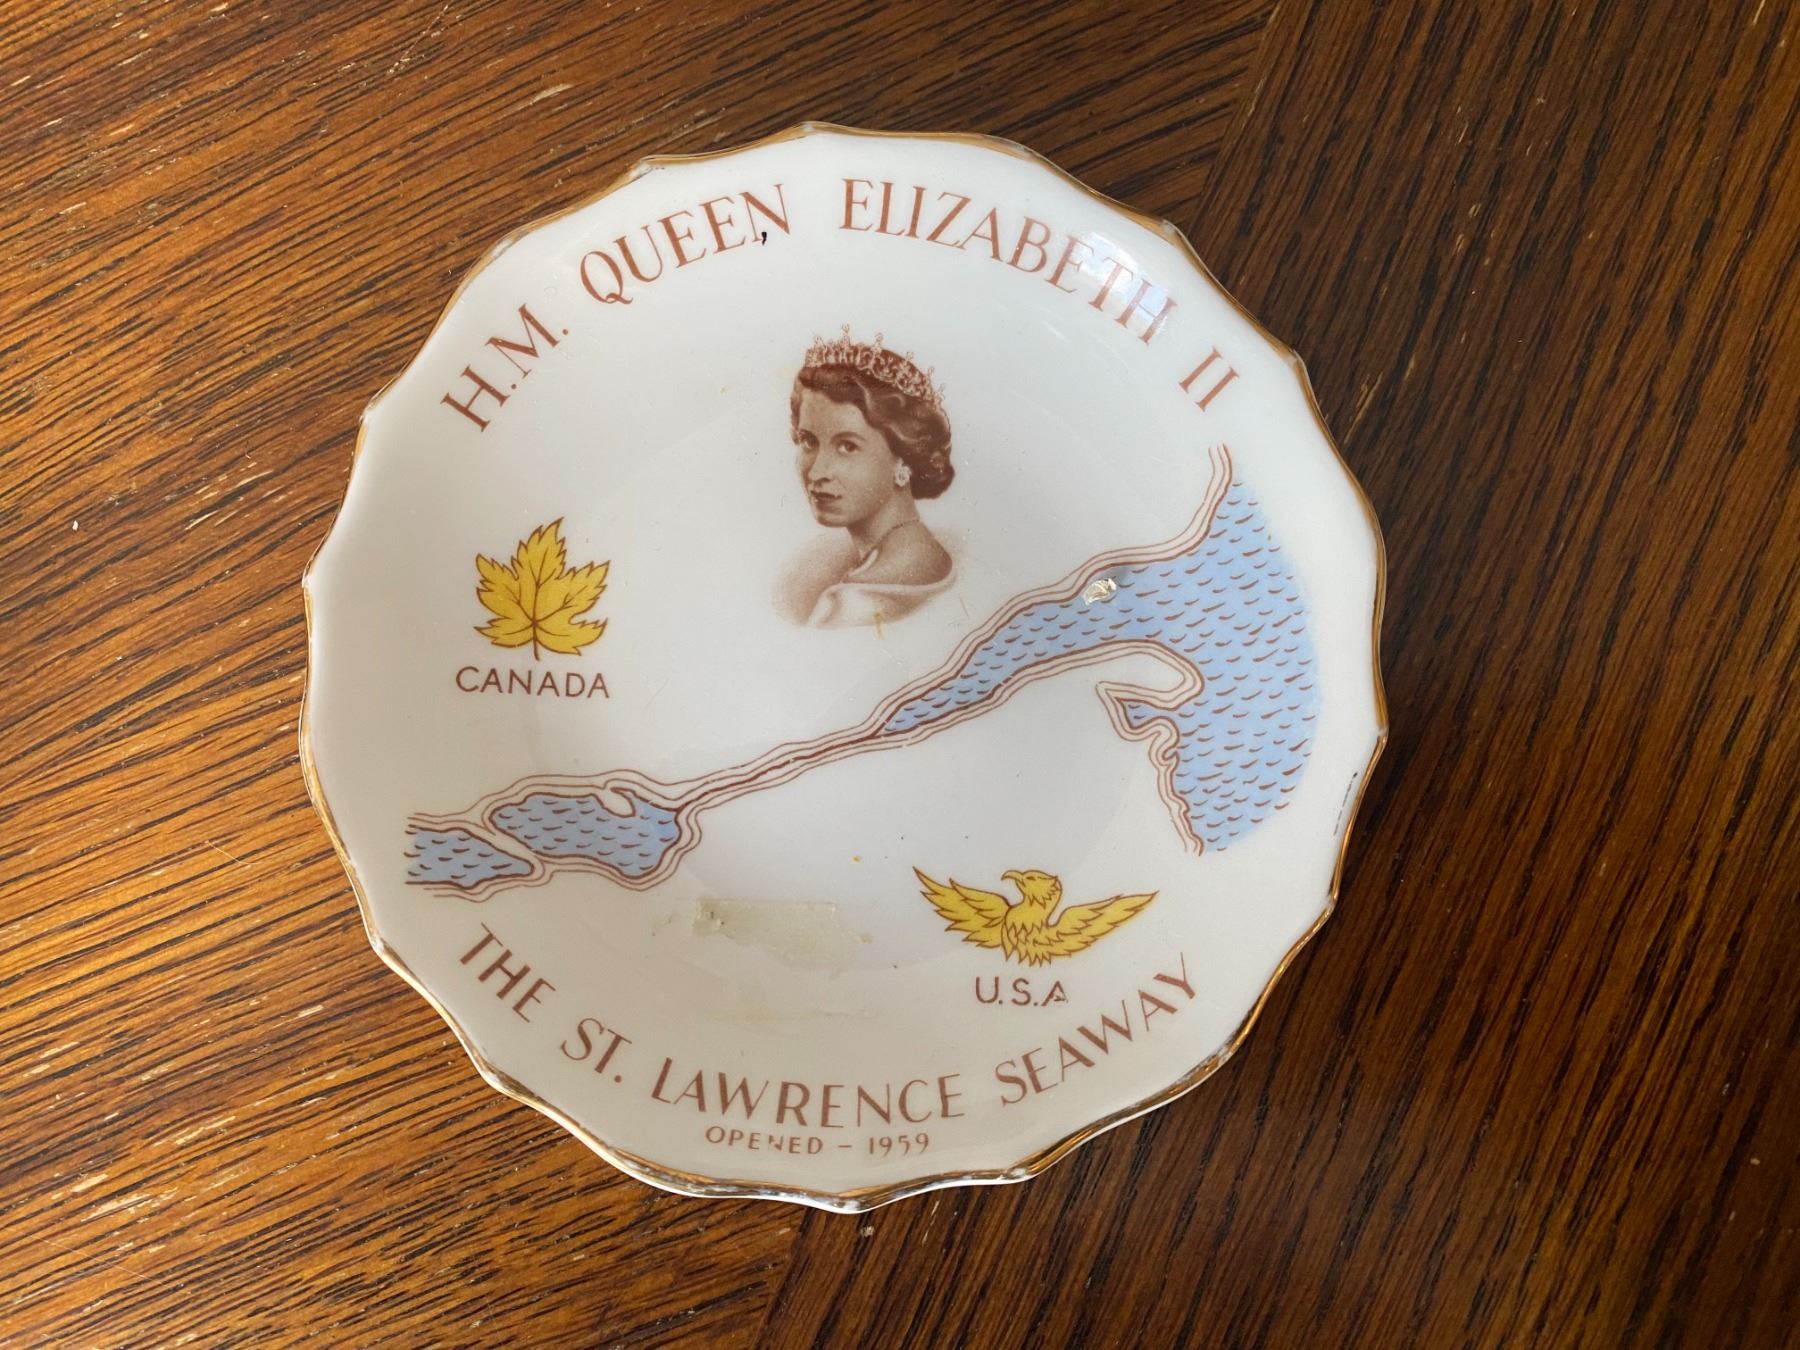 H.M. QUEEN ELIZABETH II
CANADA
U.S.A
THE ST. LAWRENCE SEAWAY
OPENED – 1959